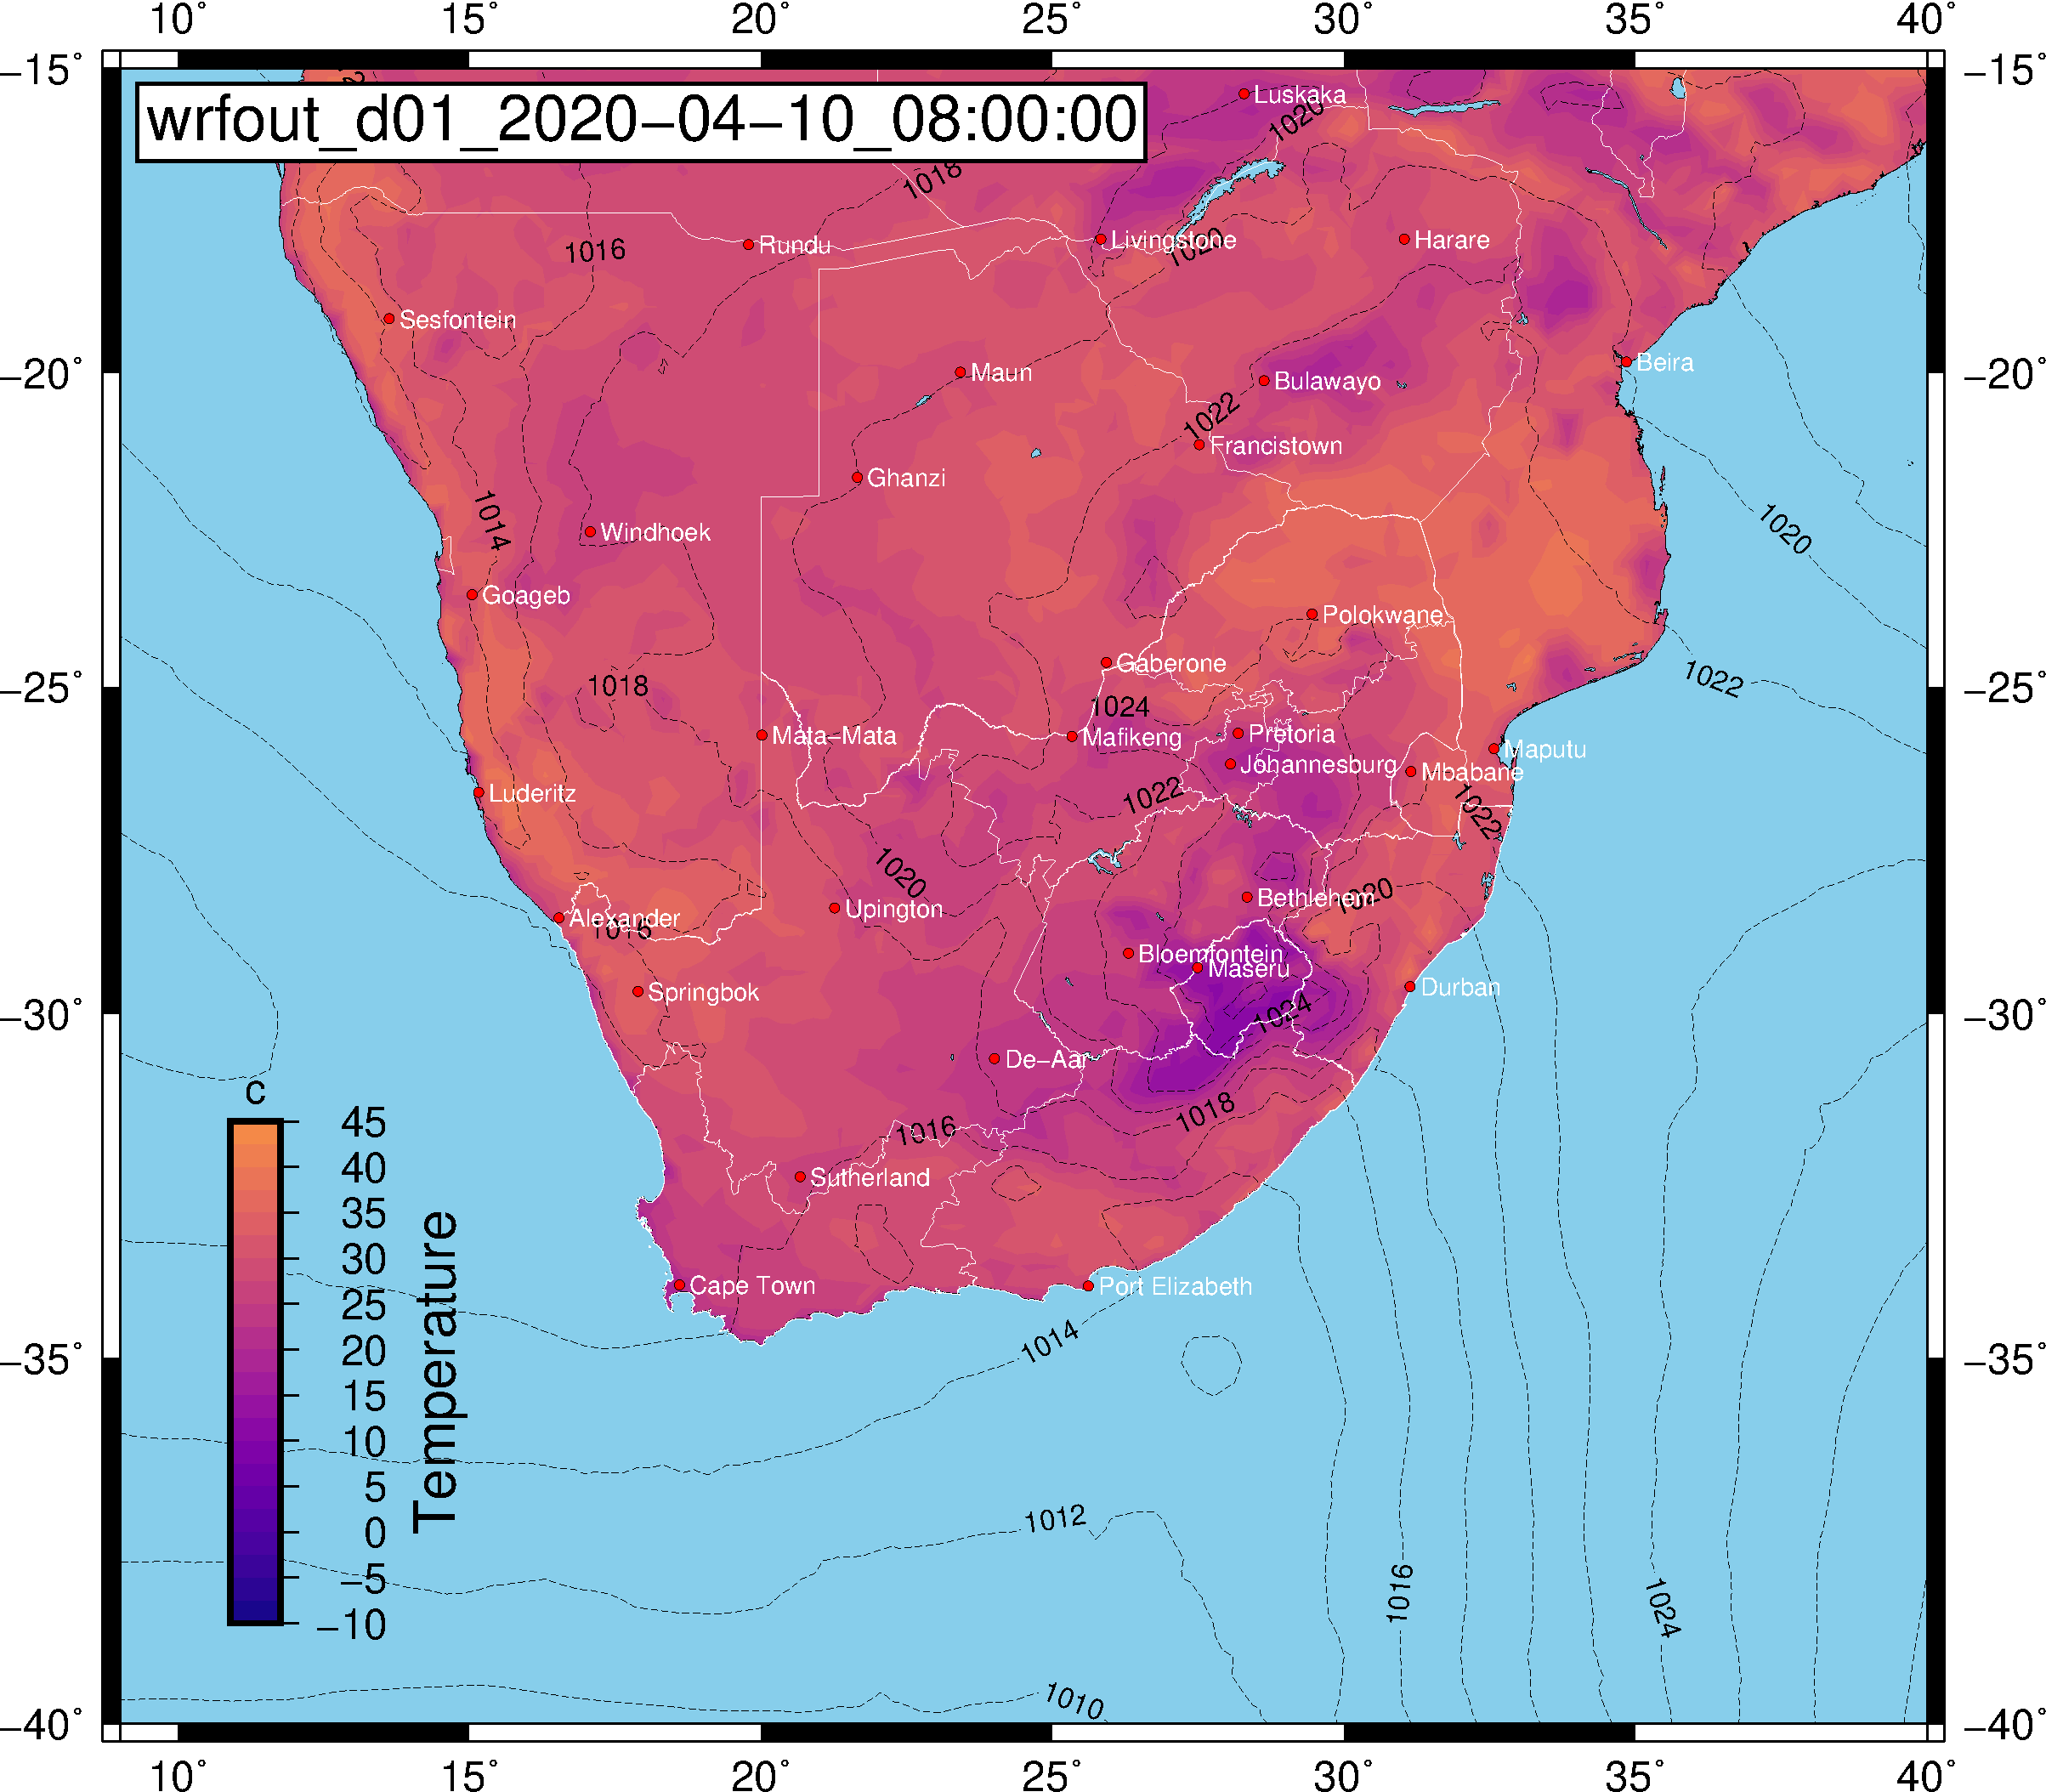 10° 15° 20° 25° 30° 35° 40°
−15° −15°
wrfout_d01_2020−04−10_08:00:00
Luskaka
1020
1018
Rundu
1016
Livingstone
1020
Harare
Sesfontein
Beira
−20° −20°
Maun
Bulawayo
1022
Francistown
Ghanzi
1014
Windhoek
1020
Goageb
Polokwane
Gaberone
1022
−25° −25°
1018
1024
Mata−Mata
Mafikeng
Pretoria
Maputu
Johannesburg
Mbabane
Luderitz
1022
1022
1020
Bethlehem
1020
Upington
Alexander
1016
Bloemfontein
Maseru
Springbok
Durban
1024
−30° −30°
De−Aar
1018
1016
Sutherland
Cape Town
Port Elizabeth
1014
−35° −35°
1012
1016
1024
1010
C
45
40
35
30
25
20
15
10
5
0
−5
−10
Temperature
−40° −40°
10° 15° 20° 25° 30° 35° 40°